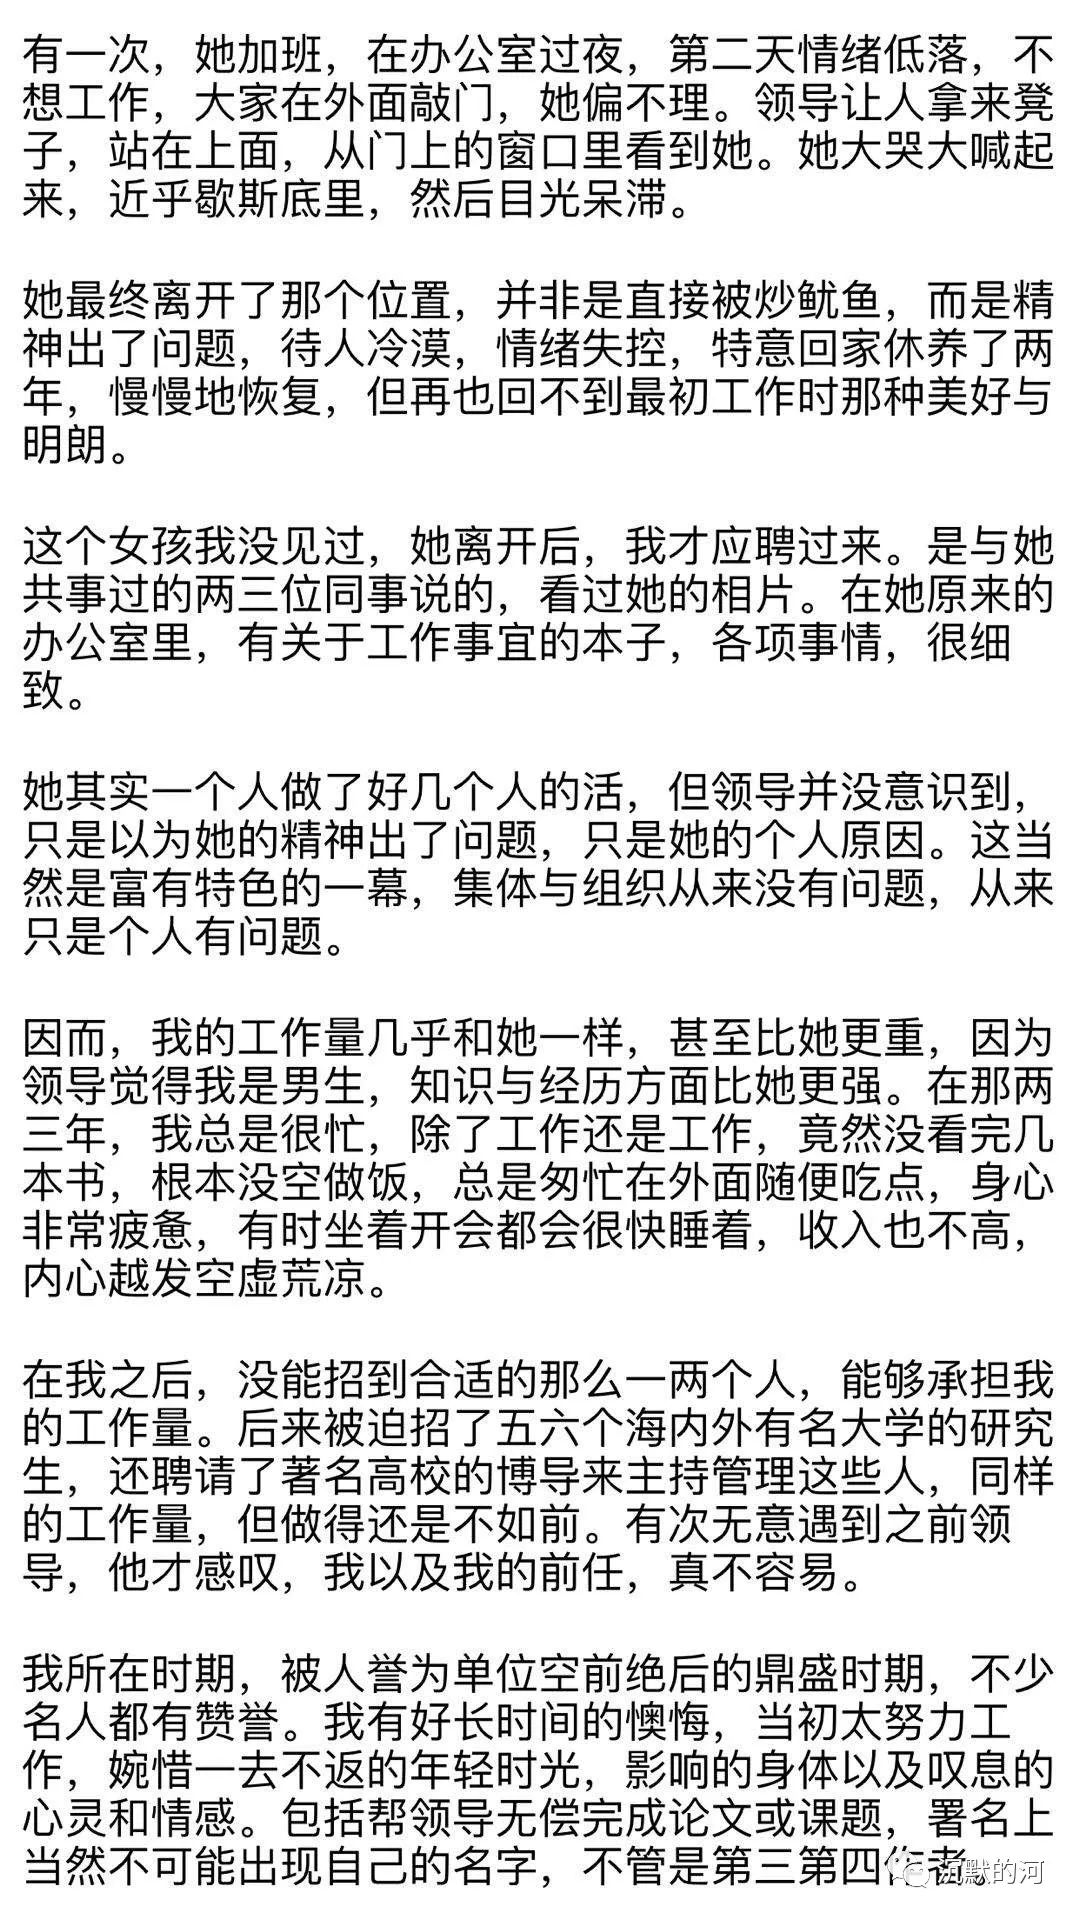 有一次，她加班，在办公室过夜，第二天情绪低落，不
想工作，大家在外面敲门，她偏不理。领导让人拿来凳
子，站在上面，从门上的窗口里看到她。她大哭大喊起
来，近乎歇斯底里，然后目光呆滞。
她最终离开了那个位置，并非是直接被炒鱿鱼，而是精
神出了问题，待人冷漠，情绪失控，特意回家休养了两
年，慢慢地恢复，但再也回不到最初工作时那种美好与
明朗。
这个女孩我没见过，她离开后，我才应聘过来。是与她
共事过的两三位同事说的，看过她的相片。在她原来的
办公室里，有关于工作事宜的本子，各项事情，很细
致。
她其实一个人做了好几个人的活，但领导并没意识到，
只是以为她的精神出了问题，只是她的个人原因。这当
然是富有特色的一幕，集体与组织从来没有问题，从来
只是个人有问题。
因而，我的工作量几乎和她一样，甚至比她更重，因为
领导觉得我是男生，知识与经历方面比她更强。在那两
三年，我总是很忙，除了工作还是工作，竟然没看完几
本书，根本没空做饭，总是匆忙在外面随便吃点，身心
非常疲惫，有时坐着开会都会很快睡着，收入也不高，
内心越发空虚荒凉。
在我之后，没能招到合适的那么一两个人，能够承担我
的工作量。后来被迫招了五六个海内外有名大学的研究
生，还聘请了著名高校的博导来主持管理这些人，同样
的工作量，但做得还是不如前。有次无意遇到之前领
导，他才感叹，我以及我的前任，真不容易。
我所在时期，被人誉为单位空前绝后的鼎盛时期，不少
名人都有赞誉。我有好长时间的懊悔，当初太努力工
作，婉惜一去不返的年轻时光，影响的身体以及叹息的
心灵和情感。包括帮领导无偿完成论文或课题，署名上
当然不可能出现自己的名字，不管是第三第四作者。
沉默的河